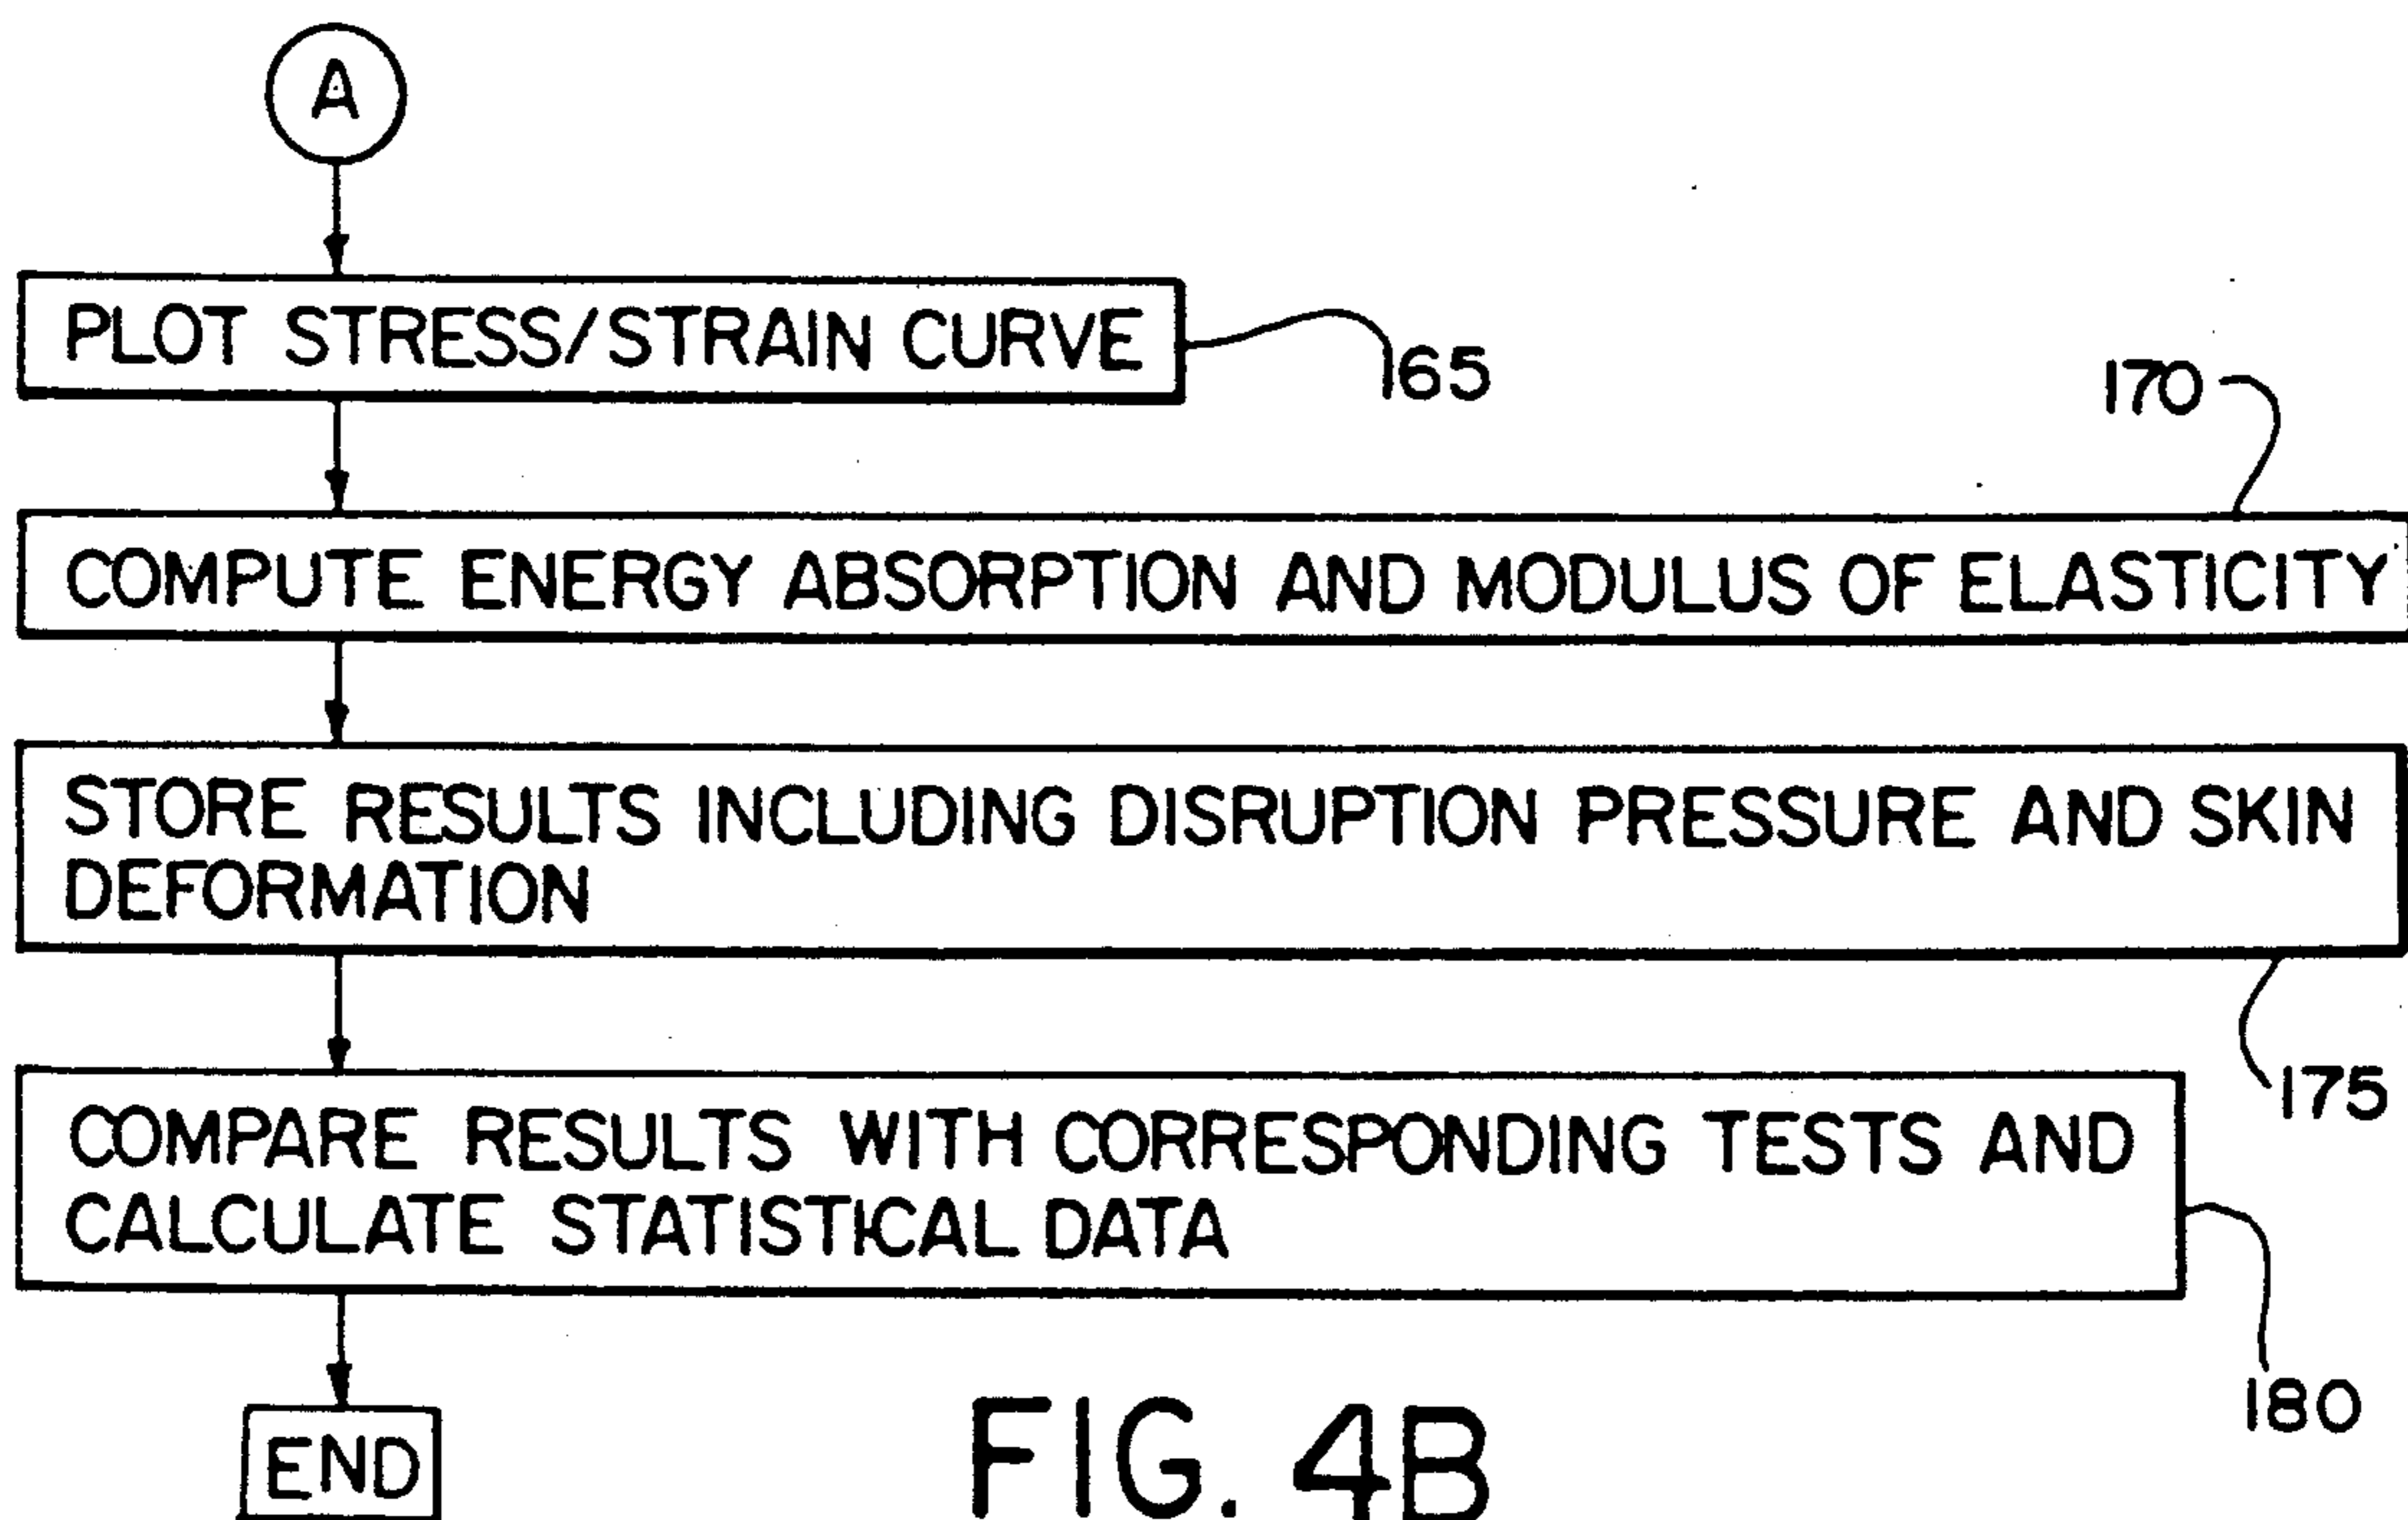 A
PLOT STRESS/STRAIN CURVE
165
170
COMPUTE ENERGY ABSORPTION AND MODULUS OF ELASTICITY
STORE RESULTS INCLUDING DISRUPTION PRESSURE AND SKIN
DEFORMATION
175
COMPARE RESULTS WITH CORRESPONDING TESTS AND
CALCULATE STATISTICAL DATA
180
END
FIG. 4B